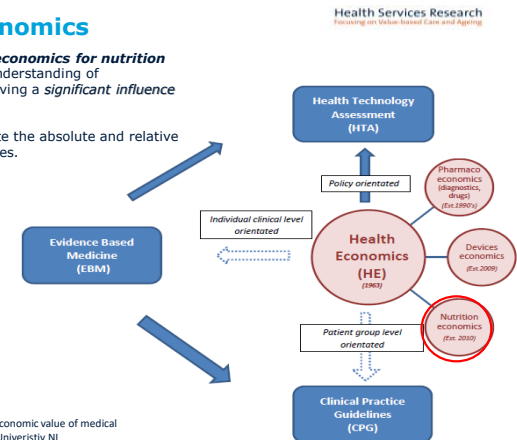 Health Services Research
Focusing on Value-based Care and Ageing
nomics
economics for nutrition
nderstanding of
ving a significant influence
te the absolute and relative
es.
Health Technology
Assessment
(HTA)
Policy orientated
Pharmaco
economics
(diagnostics,
drugs)
(Est.1990's)
Individual clinical level
orientated
Evidence Based
Medicine
(EBM)
Health
Economics
(HE)
(1963)
Devices
economics
(Est.2009)
Nutrition
economics
(Est. 2010)
Patient group level
orientated
Clinical Practice
Guidelines
(CPG)
conomic value of medical
Univeristiy NL